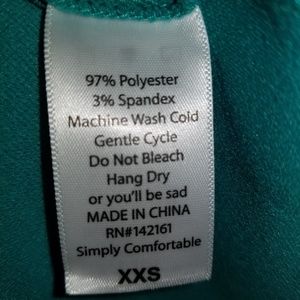 97% Polyester
3% Spandex
Machine Wash Cold
Gentle Cycle
Do Not Bleach
Hang Dry
or you'll be sad
MADE IN CHINA
RN#142161
Simply Comfortable
XXS